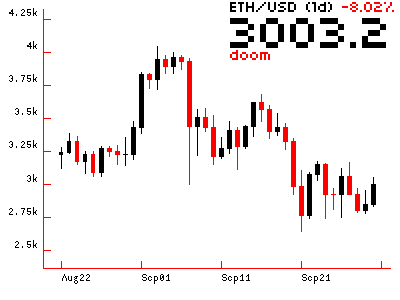 ETH/USD (1d) -8.02%
3003.2
doom
4.25k
4k
3.75k
3.5k
3.25k
3k
2.75k
2.5k
Aug22 Sep01 Sep11 Sep21